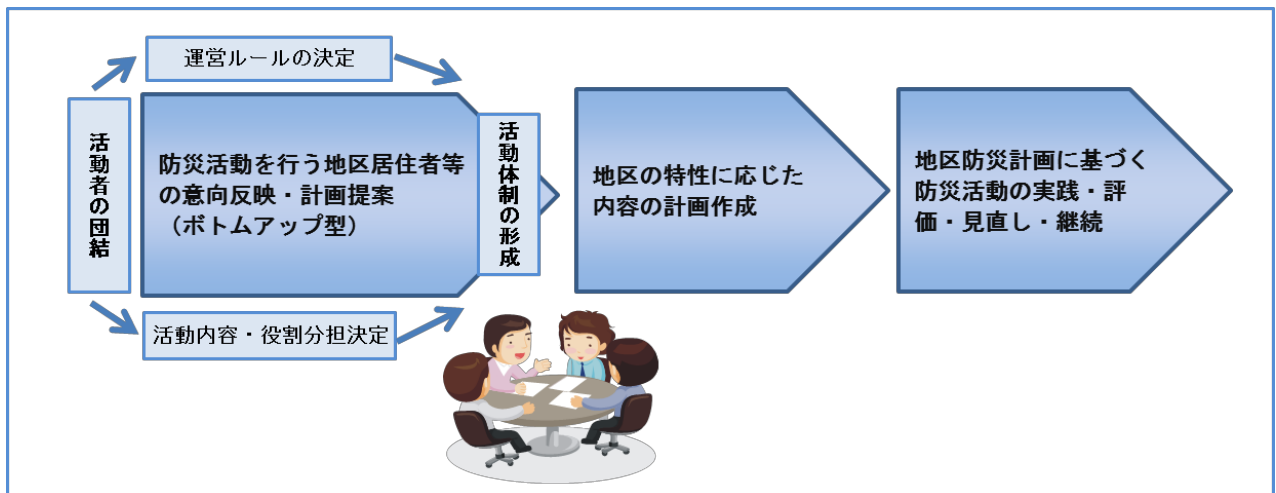 運営ルールの決定
活動者の団結
防災活動を行う地区居住者等
の意向反映・計画提案
（ボトムアップ型）
活動体制の形成
活動内容・役割分担決定
地区の特性に応じた
内容の計画作成
地区防災計画に基づく
防災活動の実践・評
価・見直し・継続